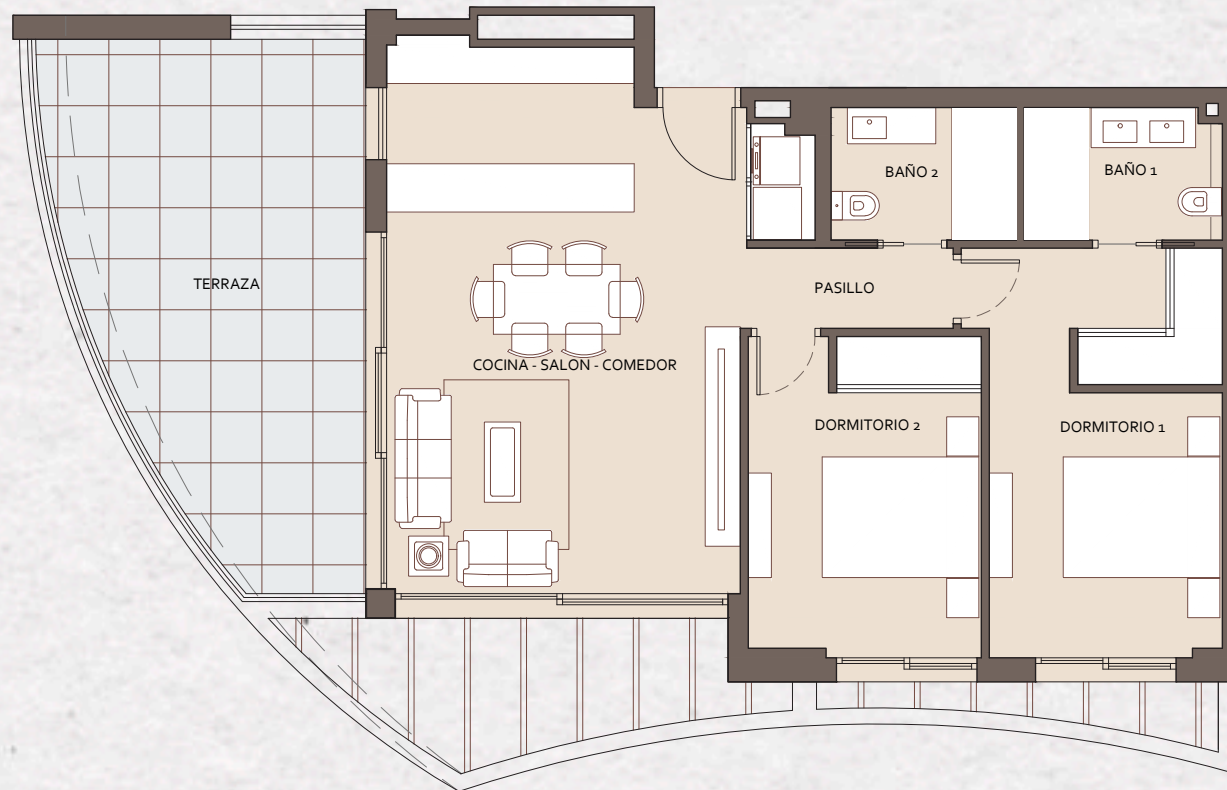 BAÑO 2
BAÑO 1
TERRAZA
PASILLO
COCINA - SALON - COMEDOR
DORMITORIO 2
DORMITORIO 1